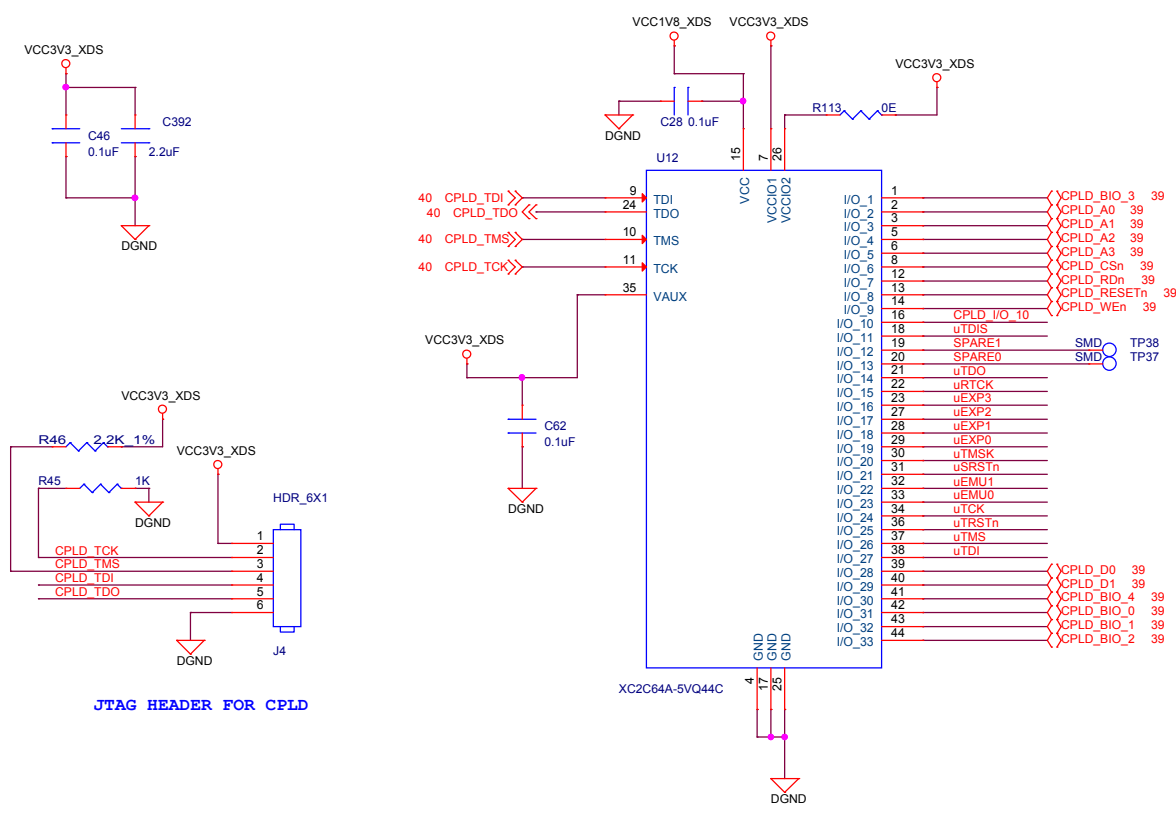 VCC3V3_XDS
C46
0.1uF
C392
2.2uF
DGND
VCC1V8_XDS
VCC3V3_XDS
VCC3V3_XDS
R113
0E
C28 0.1uF
DGND
U12
15
7
26
VCC
VCCIO1
VCCIO2
40 CPLD_TDI
9
TDI
40 CPLD_TDO
24
TDO
40 CPLD_TMS
10
TMS
40 CPLD_TCK
11
TCK
35
VAUX
VCC3V3_XDS
C62
0.1uF
DGND
I/O_1 1 CPLD_BIO_3 39
I/O_2 2 CPLD_A0 39
I/O_3 3 CPLD_A1 39
I/O_4 5 CPLD_A2 39
I/O_5 6 CPLD_A3 39
I/O_6 8 CPLD_CSn 39
I/O_7 12 CPLD_RDn 39
I/O_8 13 CPLD_RESETn 39
I/O_9 14 CPLD_WEn 39
I/O_10 16 CPLD_I/O_10
I/O_11 18 uTDIS
I/O_12 19 SPARE1 SMD TP38
I/O_13 20 SPARE0 SMD TP37
I/O_14 21 uTDO
I/O_15 22 uRTCK
I/O_16 23 uEXP3
I/O_17 27 uEXP2
I/O_18 28 uEXP1
I/O_19 29 uEXP0
I/O_20 30 uTMSK
I/O_21 31 uSRSTn
I/O_22 32 uEMU1
I/O_23 33 uEMU0
I/O_24 34 uTCK
I/O_25 36 uTRSTn
I/O_26 37 uTMS
I/O_27 38 uTDI
I/O_28 39 CPLD_D0 39
I/O_29 40 CPLD_D1 39
I/O_30 41 CPLD_BIO_4 39
I/O_31 42 CPLD_BIO_0 39
I/O_32 43 CPLD_BIO_1 39
I/O_33 44 CPLD_BIO_2 39
GND
GND
GND
4
17
25
XC2C64A-5VQ44C
DGND
VCC3V3_XDS
R46 2.2K_1%
VCC3V3_XDS
R45 1K
DGND
HDR_6X1
1
CPLD_TCK 2
CPLD_TMS 3
CPLD_TDI 4
CPLD_TDO 5
6
DGND
J4
JTAG HEADER FOR CPLD